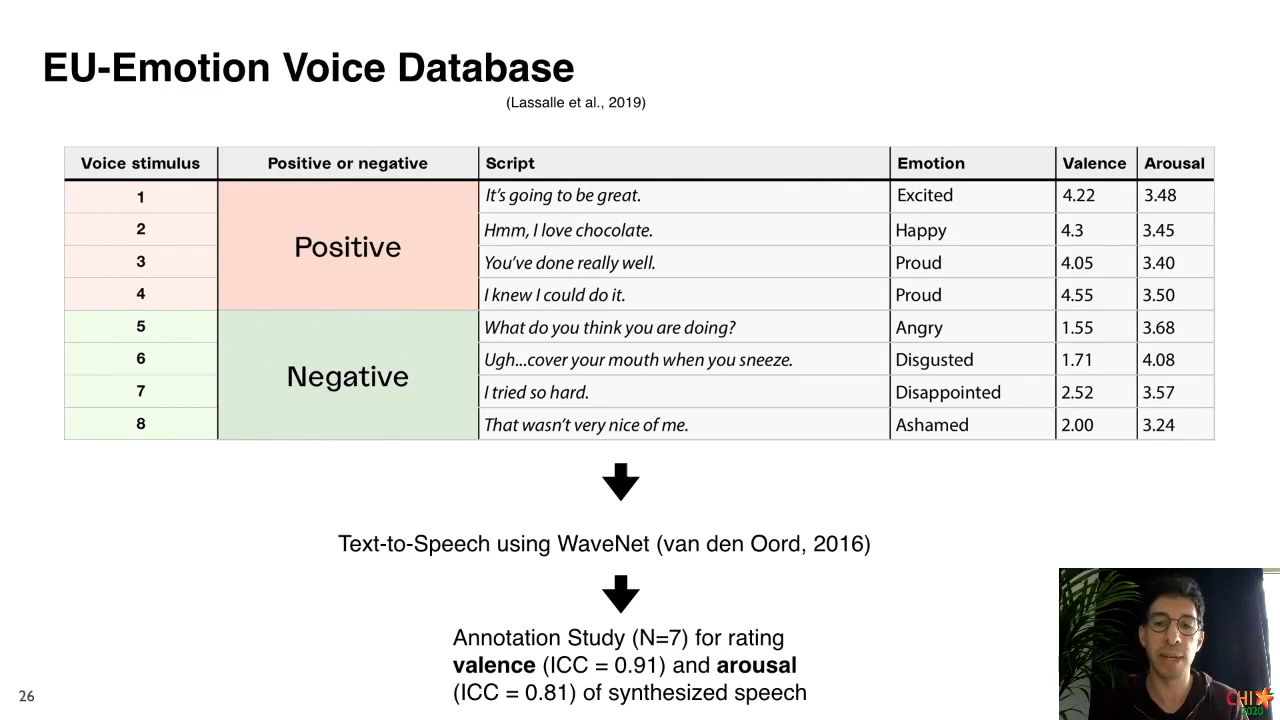 EU-Emotion Voice Database
(Lassalle et al., 2019)
Voice stimulus Positive or negative Script Emotion Valence Arousal
1 Positive It's going to be great. Excited 4.22 3.48
2 Hmm, I love chocolate. Happy 4.3 3.45
3 You've done really well. Proud 4.05 3.40
4 I knew I could do it. Proud 4.55 3.50
5 Negative What do you think you are doing? Angry 1.55 3.68
6 Ugh...cover your mouth when you sneeze. Disgusted 1.71 4.08
7 I tried so hard. Disappointed 2.52 3.57
8 That wasn't very nice of me. Ashamed 2.00 3.24
Text-to-Speech using WaveNet (van den Oord, 2016)
Annotation Study (N=7) for rating
valence (ICC = 0.91) and arousal
(ICC = 0.81) of synthesized speech
26
CHI
2020